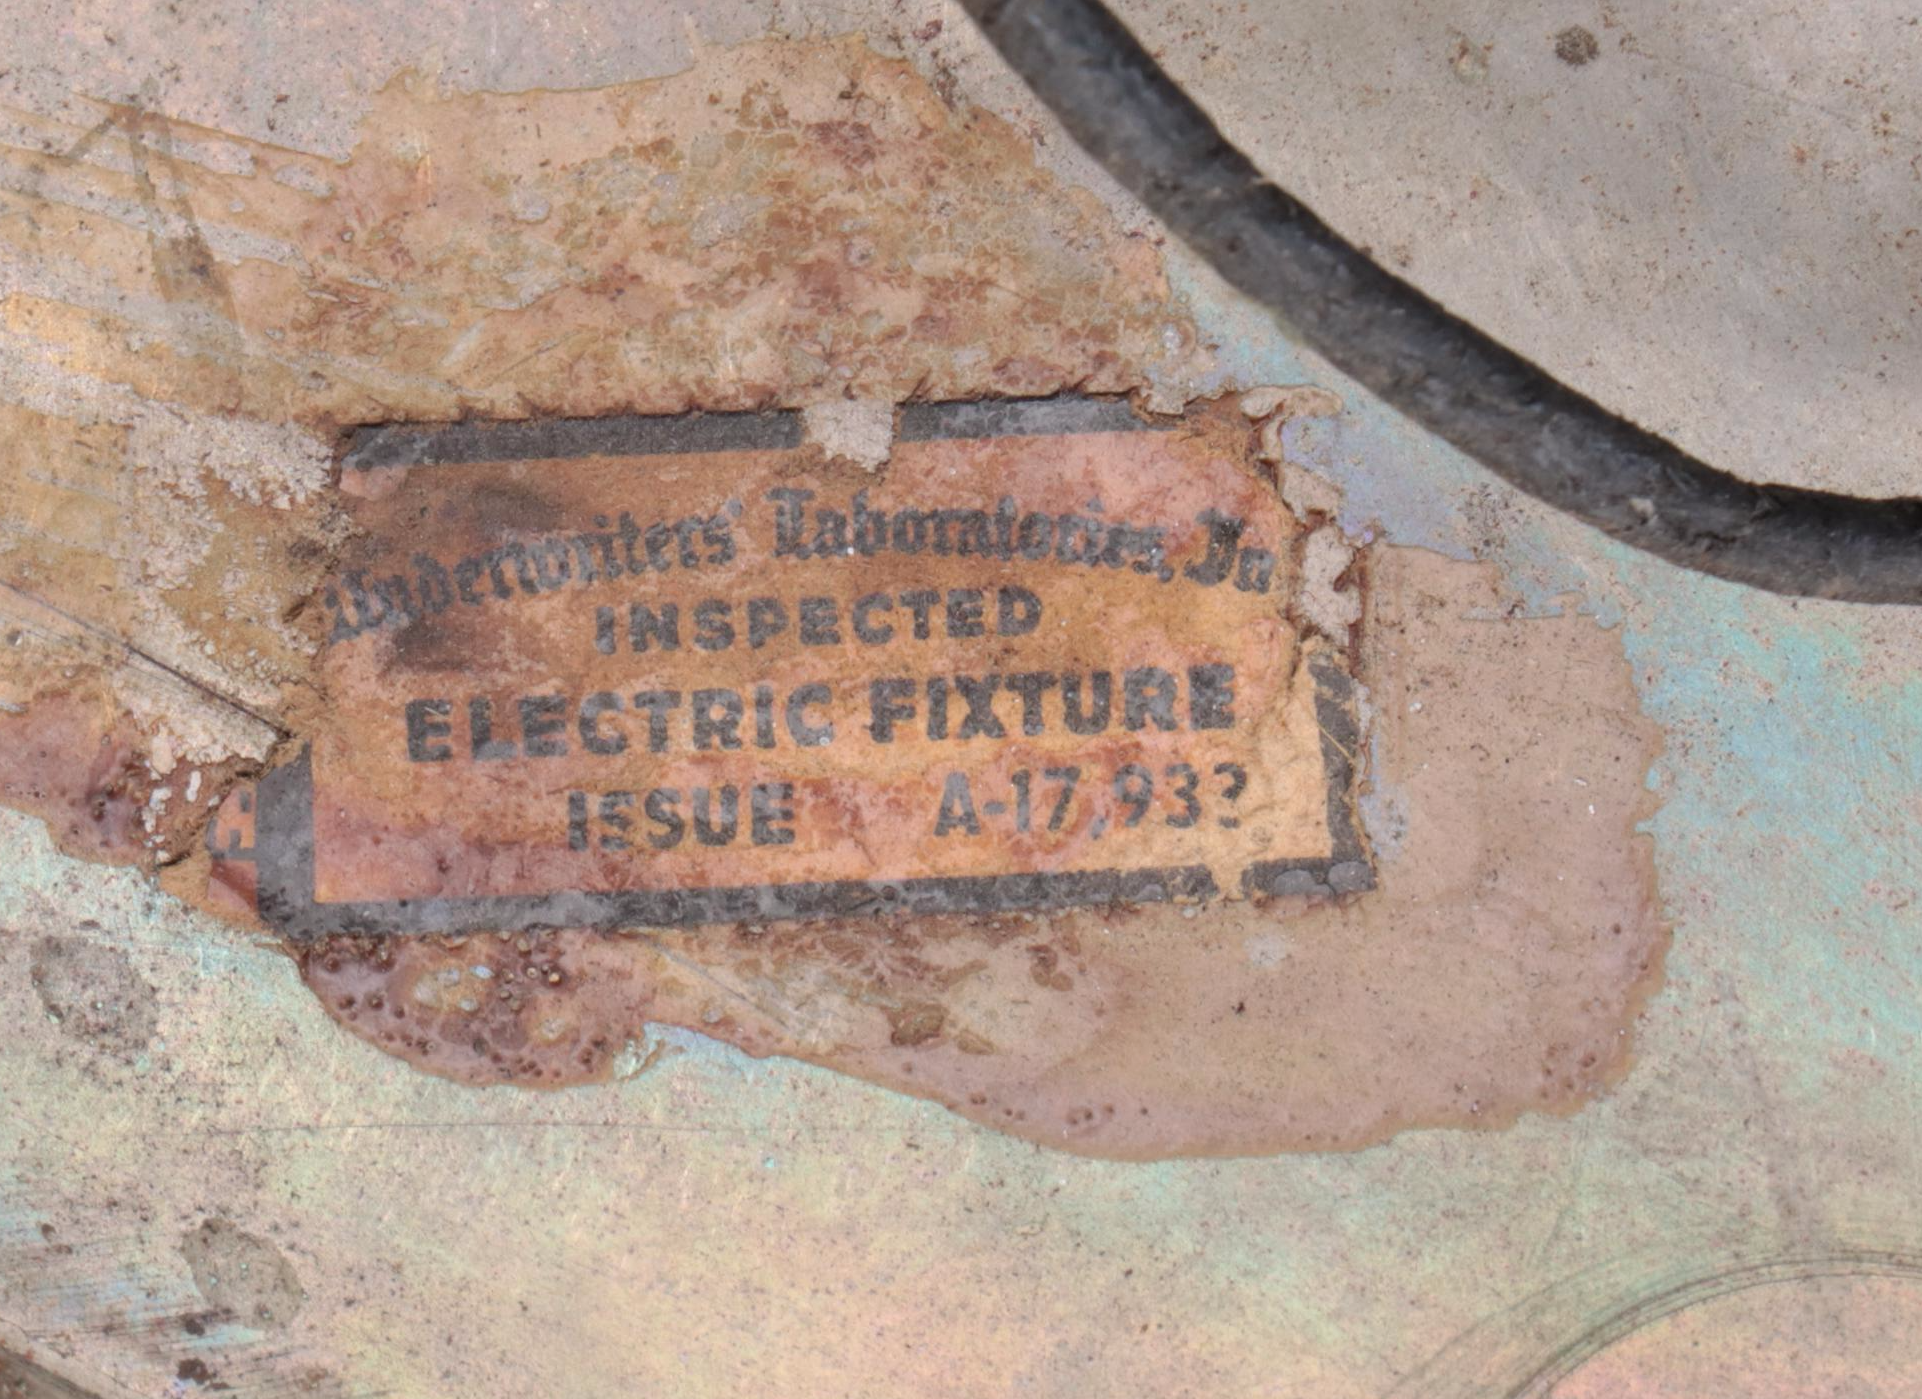 Underwriters' Laboratories, In
INSPECTED
ELECTRIC FIXTURE
ISSUE A-17,93?
H